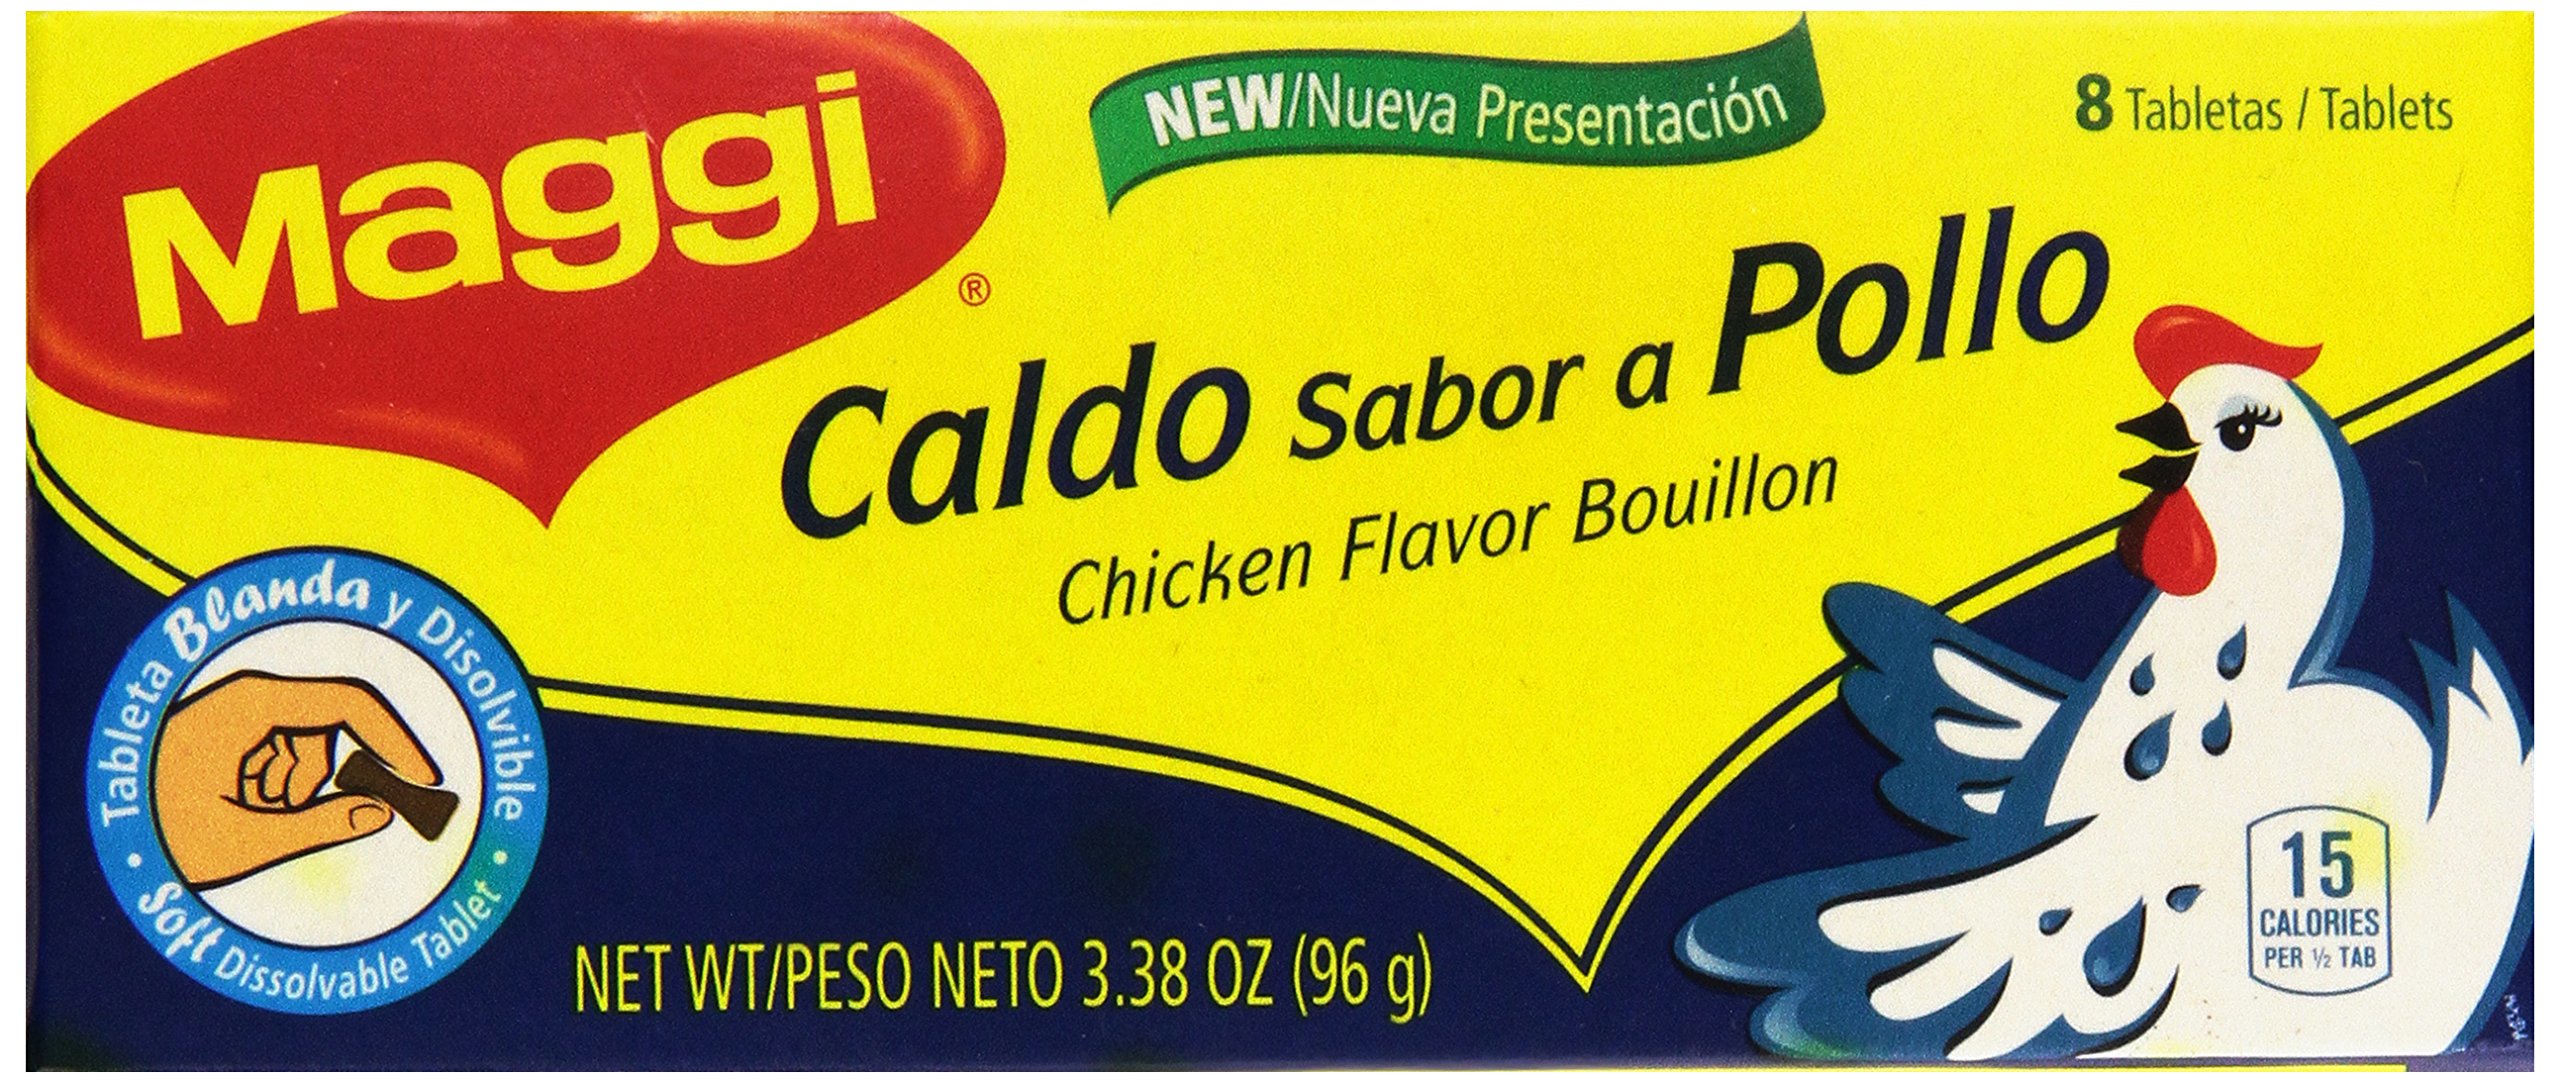 Maggi
®
NEW/Nueva Presentación
8 Tabletas / Tablets
Caldo Sabor a Pollo
Chicken Flavor Bouillon
Tableta Blanda y Disolvible
• Soft Dissolvable Tablet •
NET WT/PESO NETO 3.38 OZ (96 g)
15
CALORIES
PER ½ TAB